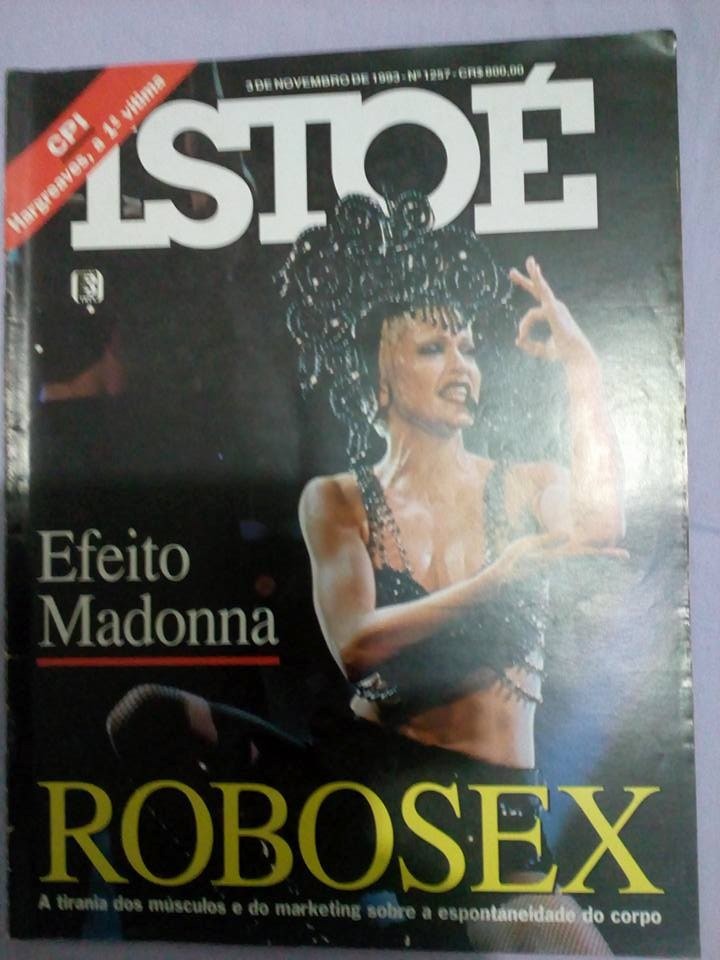 3 DE NOVEMBRO DE 1993 - Nº 1257 - CR$ 800,00
CPI
Hargreaves, a 1ª vítima
ISTOÉ
Efeito
Madonna
ROBOSEX
A tirania dos músculos e do marketing sobre a espontaneidade do corpo